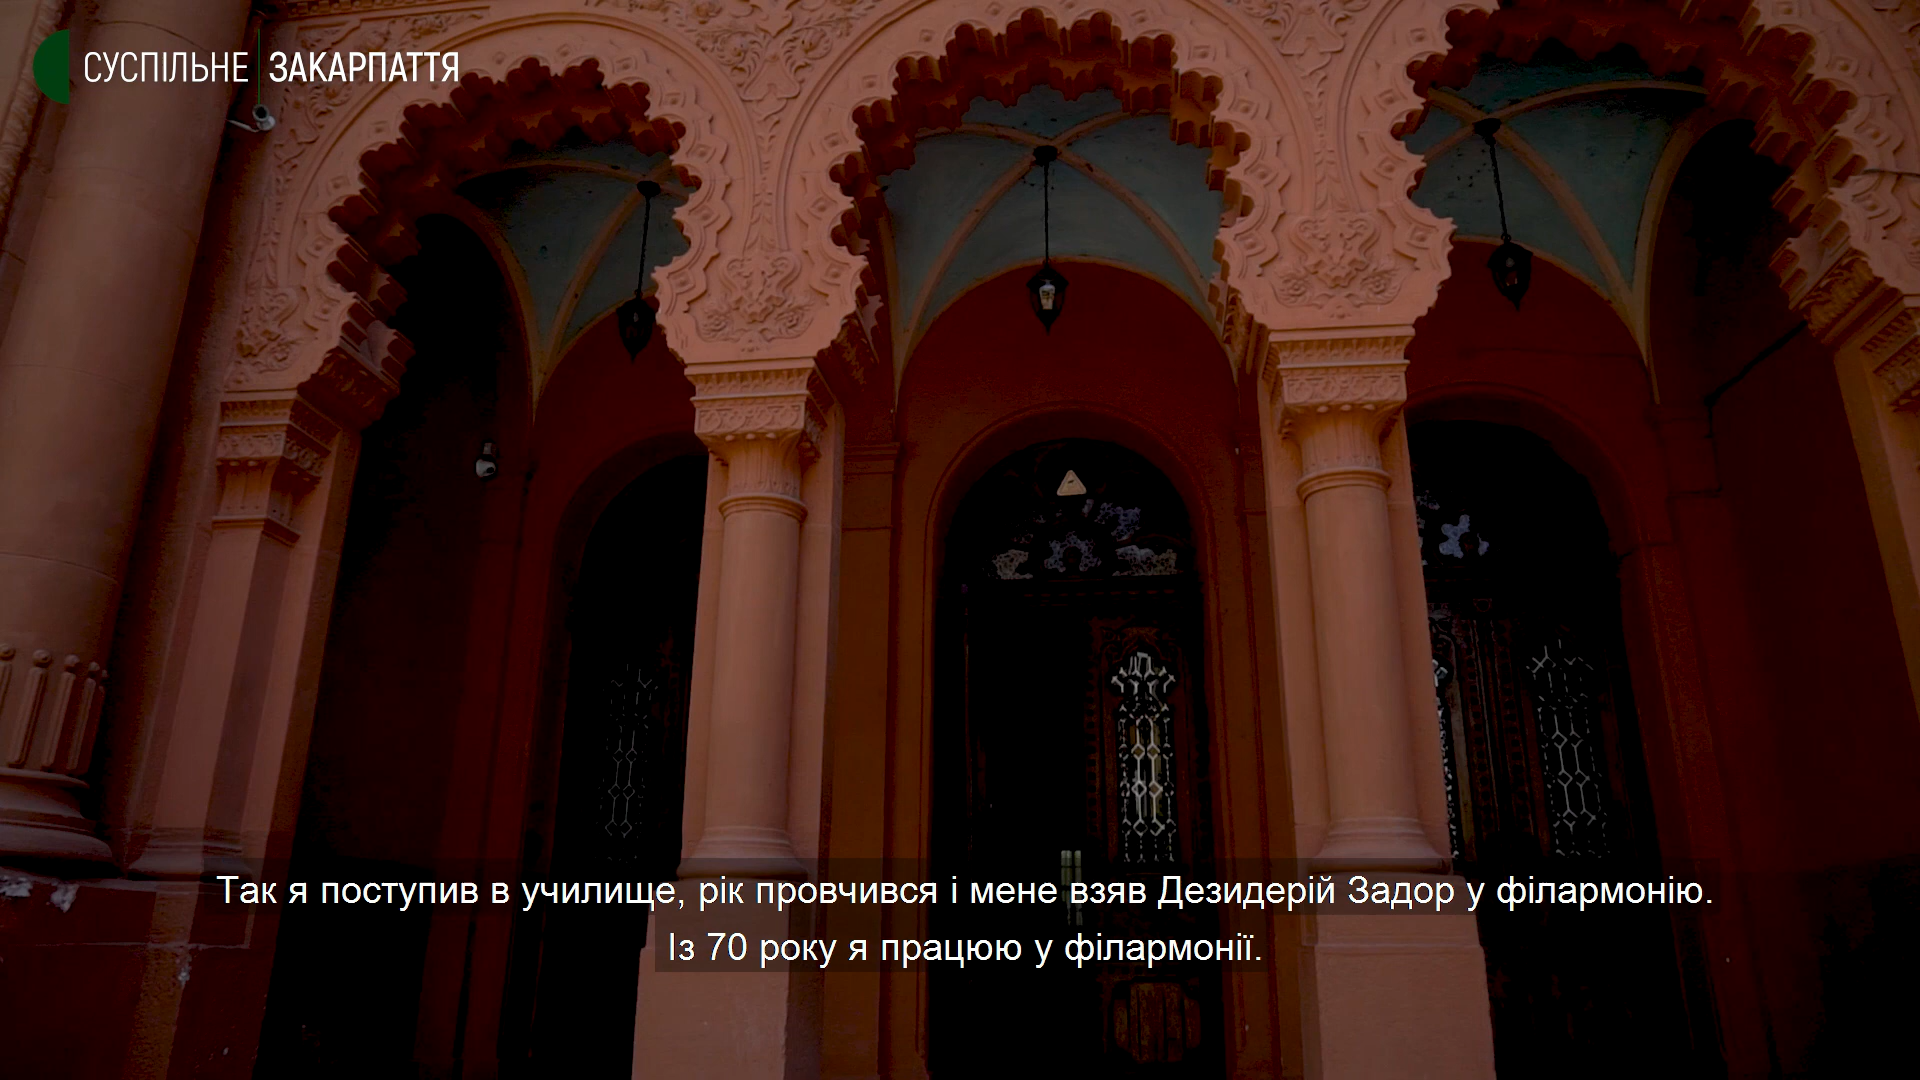 СУСПІЛЬНЕ ЗАКАРПАТТЯ
Так я поступив в училище, рік провчився і мене взяв Дезидерій Задор у філармонію.
Із 70 року я працюю у філармонії.